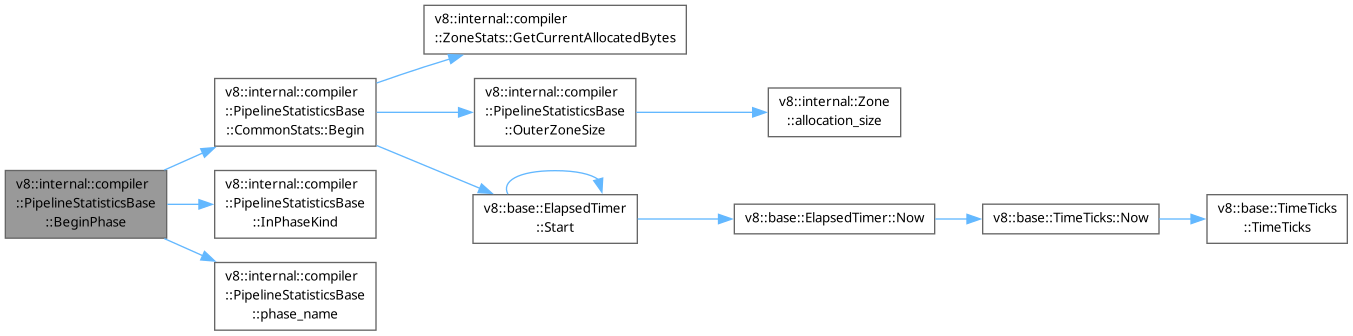 v8::internal::compiler
::ZoneStats::GetCurrentAllocatedBytes
v8::internal::compiler
::PipelineStatisticsBase
::CommonStats::Begin
v8::internal::compiler
::PipelineStatisticsBase
::OuterZoneSize
v8::internal::Zone
::allocation_size
v8::internal::compiler
::PipelineStatisticsBase
::BeginPhase
v8::internal::compiler
::PipelineStatisticsBase
::InPhaseKind
v8::base::ElapsedTimer
::Start
v8::base::ElapsedTimer::Now
v8::base::TimeTicks::Now
v8::base::TimeTicks
::TimeTicks
v8::internal::compiler
::PipelineStatisticsBase
::phase_name